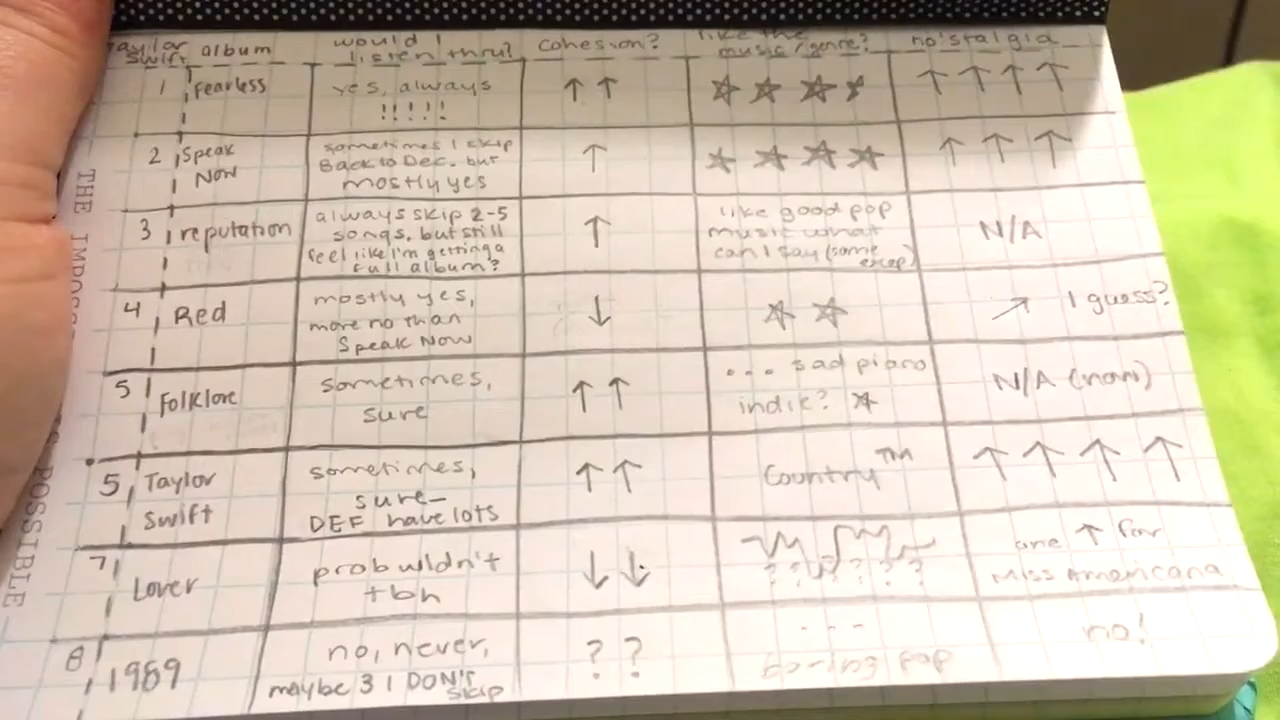 Taylor Swift album
would I listen thru?
cohesion?
like the music/genre?
no'stalgia
1 Fearless
yes, always
!!!!!
↑ ↑
☆ ☆ ☆
↑ ↑ ↑ ↑
2 Speak
Now
sometimes I skip
Back to Dec. but
mostly yes
↑
☆ ☆ ☆ ☆
↑ ↑ ↑
3 reputation
always skip 2-5
songs, but still
feel like I'm getting a
full album?
↑
like good pop
music what
can I say (some
excep)
N/A
4 Red
mostly yes,
more no than
Speak Now
↓
☆ ☆
↗ I guess?
5 Folklore
sometimes,
sure
↑ ↑
... sad piano
indie? ☆
N/A (now)
5 Taylor
Swift
sometimes,
sure—
DEF have lots
↑ ↑
Country™
↑ ↑ ↑ ↑
7 Lover
prob wldn't
tbh
↓ ↓
? ? ? ? ?
one ↑ for
Miss Americana
8 1989
no, never,
maybe 3 I DON'T
skip
? ?
---
no!
THE IMPOSS
POSSIBLE